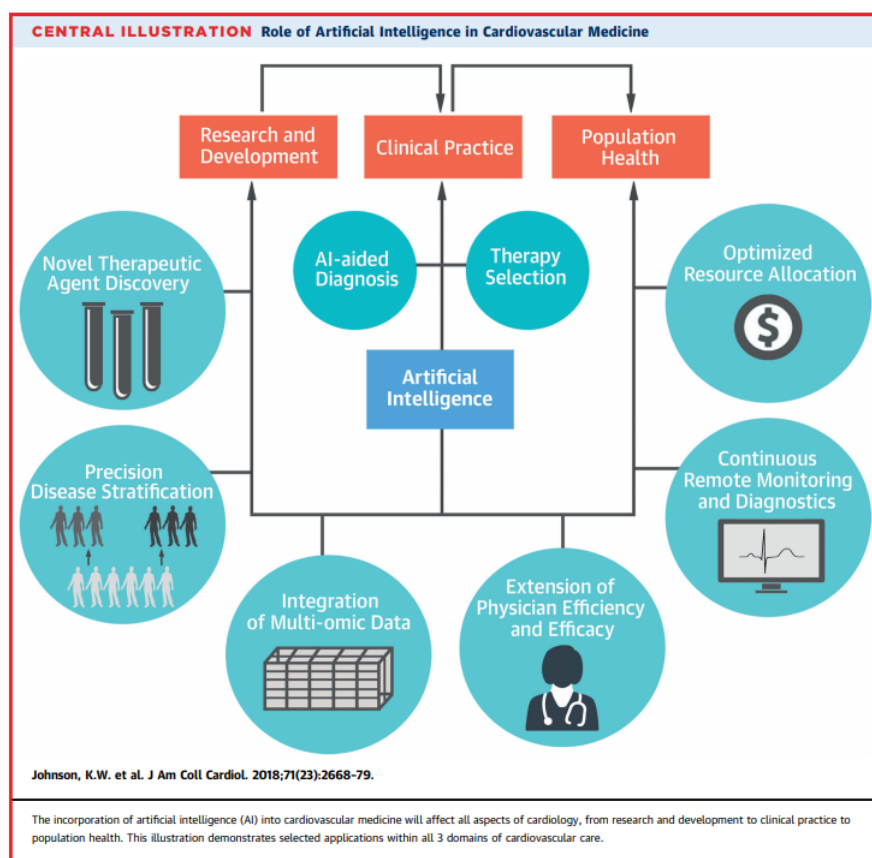 CENTRAL ILLUSTRATION Role of Artificial Intelligence in Cardiovascular Medicine
Research and
Development
Clinical Practice
Population
Health
Novel Therapeutic
Agent Discovery
AI-aided
Diagnosis
Therapy
Selection
Optimized
Resource Allocation
$
Artificial
Intelligence
Precision
Disease Stratification
Continuous
Remote Monitoring
and Diagnostics
Integration
of Multi-omic Data
Extension of
Physician Efficiency
and Efficacy
Johnson, K.W. et al. J Am Coll Cardiol. 2018;71(23):2668–79.
The incorporation of artificial intelligence (AI) into cardiovascular medicine will affect all aspects of cardiology, from research and development to clinical practice to
population health. This illustration demonstrates selected applications within all 3 domains of cardiovascular care.